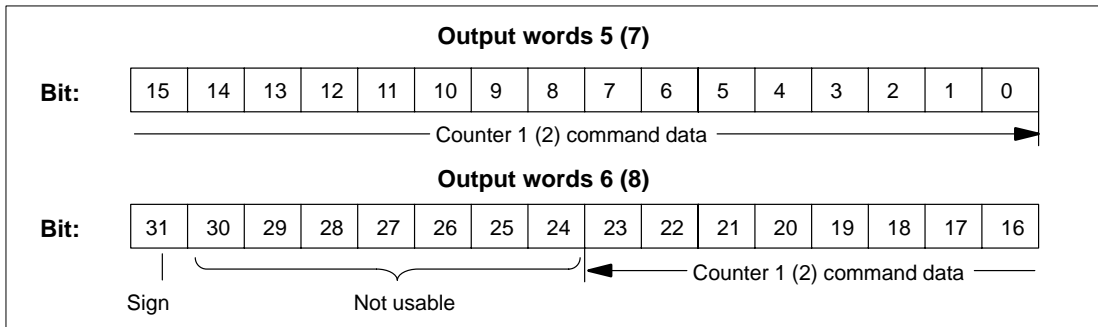 Output words 5 (7)
Bit: 15 14 13 12 11 10 9 8 7 6 5 4 3 2 1 0
Counter 1 (2) command data
Output words 6 (8)
Bit: 31 30 29 28 27 26 25 24 23 22 21 20 19 18 17 16
Counter 1 (2) command data
Sign Not usable